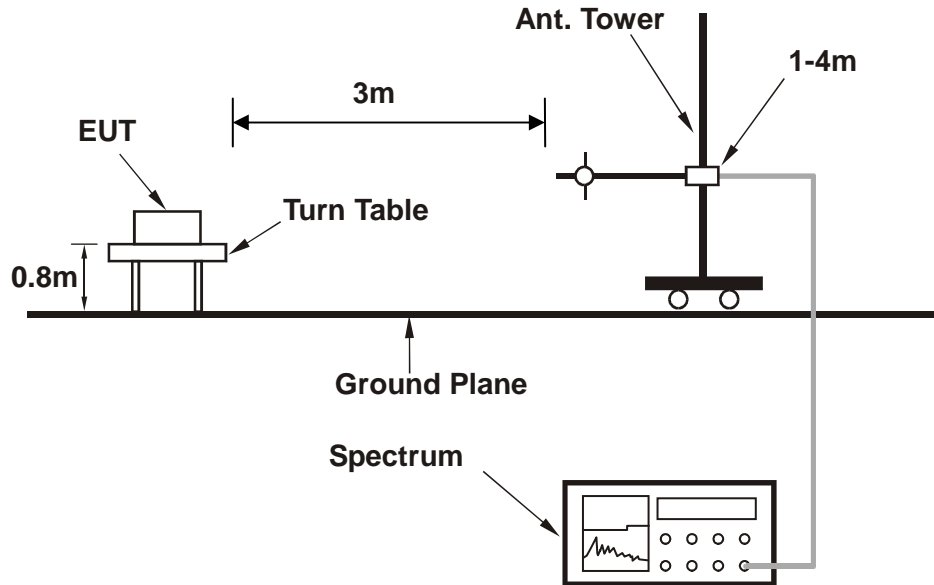 Ant. Tower
1-4m
3m
EUT
Turn Table
0.8m
Ground Plane
Spectrum